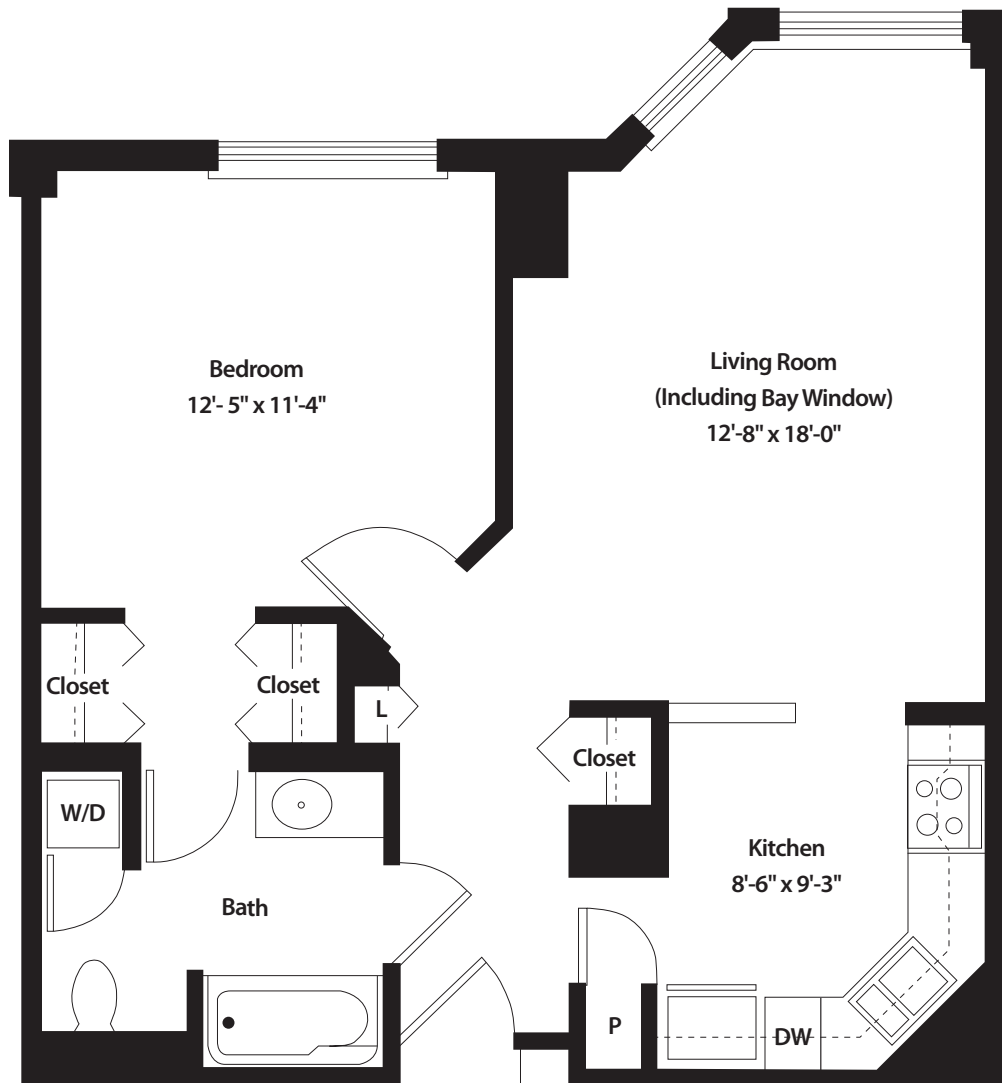 Bedroom
12'- 5" x 11'-4"
Living Room
(Including Bay Window)
12'-8" x 18'-0"
Closet
Closet
L
Closet
W/D
Kitchen
8'-6" x 9'-3"
Bath
P
DW